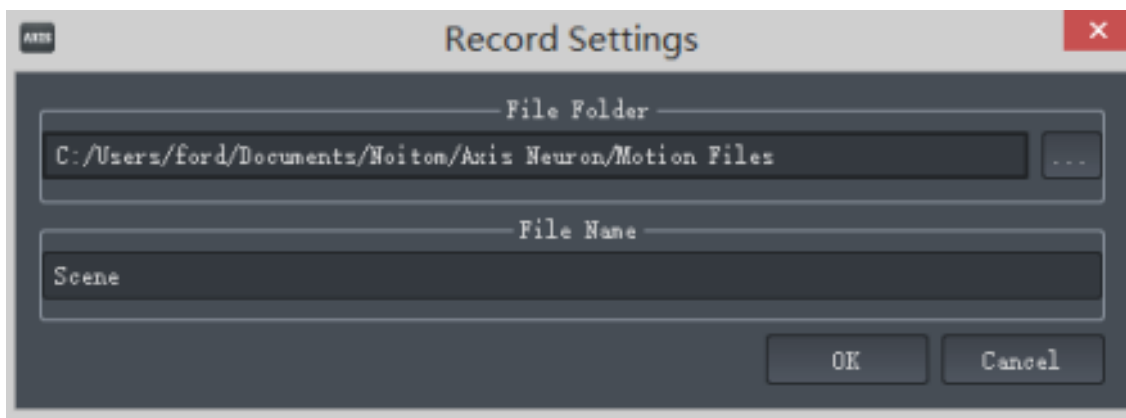 AXIS
Record Settings
File Folder
C:/Users/ford/Documents/Noitom/Axis Neuron/Motion Files
...
File Name
Scene
OK
Cancel